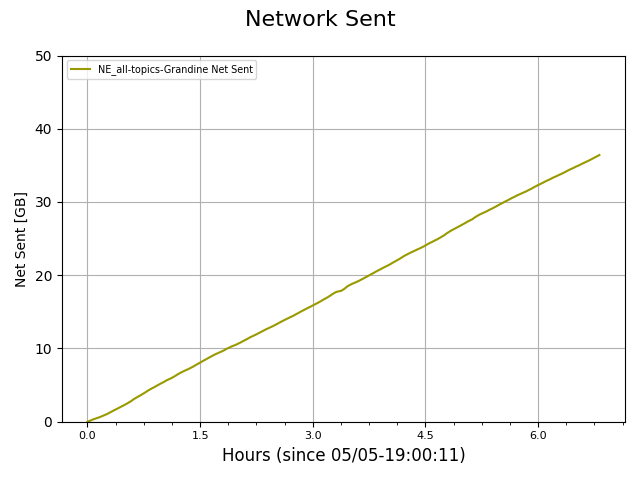 Network Sent
NE_all-topics-Grandine Net Sent
Net Sent [GB]
50
40
30
20
10
0
0.0 1.5 3.0 4.5 6.0
Hours (since 05/05-19:00:11)